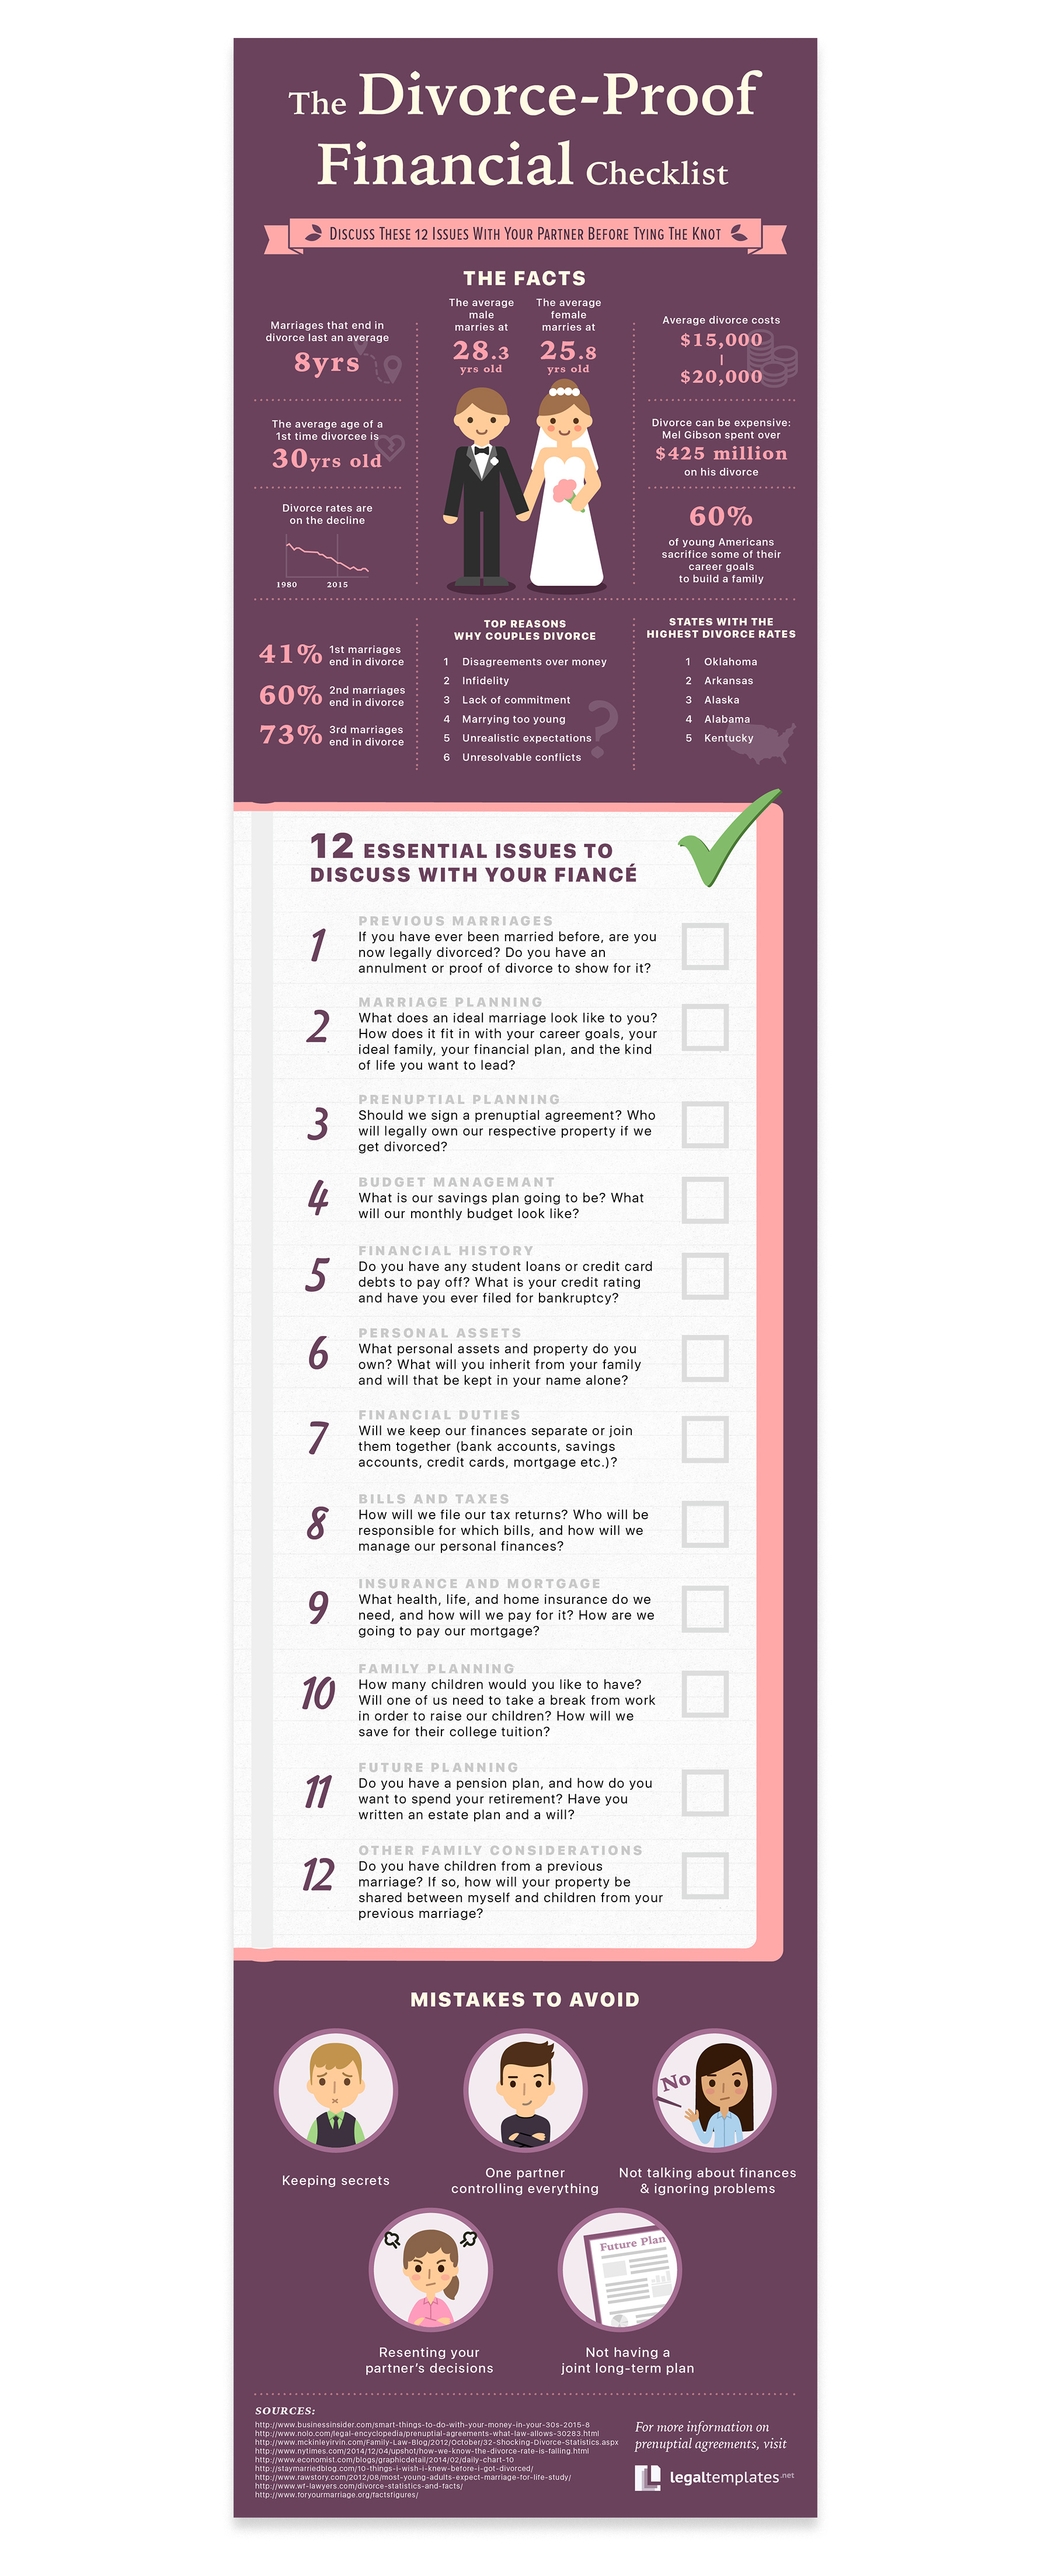 The Divorce-Proof
Financial Checklist
DISCUSS THESE 12 ISSUES WITH YOUR PARTNER BEFORE TYING THE KNOT
THE FACTS
Marriages that end in
divorce last an average
8yrs
The average age of a
1st time divorcee is
30yrs old
Divorce rates are
on the decline
1980 2015
The average
male
marries at
28.3
yrs old
The average
female
marries at
25.8
yrs old
Average divorce costs
$15,000
|
$20,000
Divorce can be expensive:
Mel Gibson spent over
$425 million
on his divorce
60%
of young Americans
sacrifice some of their
career goals
to build a family
41% 1st marriages
end in divorce
60% 2nd marriages
end in divorce
73% 3rd marriages
end in divorce
TOP REASONS
WHY COUPLES DIVORCE
1 Disagreements over money
2 Infidelity
3 Lack of commitment
4 Marrying too young
5 Unrealistic expectations
6 Unresolvable conflicts
?
STATES WITH THE
HIGHEST DIVORCE RATES
1 Oklahoma
2 Arkansas
3 Alaska
4 Alabama
5 Kentucky
12 ESSENTIAL ISSUES TO
DISCUSS WITH YOUR FIANCÉ
1
PREVIOUS MARRIAGES
If you have ever been married before, are you
now legally divorced? Do you have an
annulment or proof of divorce to show for it?
2
MARRIAGE PLANNING
What does an ideal marriage look like to you?
How does it fit in with your career goals, your
ideal family, your financial plan, and the kind
of life you want to lead?
3
PRENUPTIAL PLANNING
Should we sign a prenuptial agreement? Who
will legally own our respective property if we
get divorced?
4
BUDGET MANAGEMANT
What is our savings plan going to be? What
will our monthly budget look like?
5
FINANCIAL HISTORY
Do you have any student loans or credit card
debts to pay off? What is your credit rating
and have you ever filed for bankruptcy?
6
PERSONAL ASSETS
What personal assets and property do you
own? What will you inherit from your family
and will that be kept in your name alone?
7
FINANCIAL DUTIES
Will we keep our finances separate or join
them together (bank accounts, savings
accounts, credit cards, mortgage etc.)?
8
BILLS AND TAXES
How will we file our tax returns? Who will be
responsible for which bills, and how will we
manage our personal finances?
9
INSURANCE AND MORTGAGE
What health, life, and home insurance do we
need, and how will we pay for it? How are we
going to pay our mortgage?
10
FAMILY PLANNING
How many children would you like to have?
Will one of us need to take a break from work
in order to raise our children? How will we
save for their college tuition?
11
FUTURE PLANNING
Do you have a pension plan, and how do you
want to spend your retirement? Have you
written an estate plan and a will?
12
OTHER FAMILY CONSIDERATIONS
Do you have children from a previous
marriage? If so, how will your property be
shared between myself and children from your
previous marriage?
MISTAKES TO AVOID
No
Keeping secrets
One partner
controlling everything
Not talking about finances
& ignoring problems
Future Plan
Resenting your
partner's decisions
Not having a
joint long-term plan
SOURCES:
http://www.businessinsider.com/smart-things-to-do-with-your-money-in-your-30s-2015-8
http://www.nolo.com/legal-encyclopedia/prenuptial-agreements-what-law-allows-30283.html
http://www.mckinleyirvin.com/Family-Law-Blog/2012/October/32-Shocking-Divorce-Statistics.aspx
http://www.nytimes.com/2014/12/04/upshot/how-we-know-the-divorce-rate-is-falling.html
http://www.economist.com/blogs/graphicdetail/2014/02/daily-chart-10
http://staymarriedblog.com/10-things-i-wish-i-knew-before-i-got-divorced/
http://www.rawstory.com/2012/08/most-young-adults-expect-marriage-for-life-study/
http://www.wf-lawyers.com/divorce-statistics-and-facts/
http://www.foryourmarriage.org/factsfigures/
For more information on
prenuptial agreements, visit
legaltemplates.net